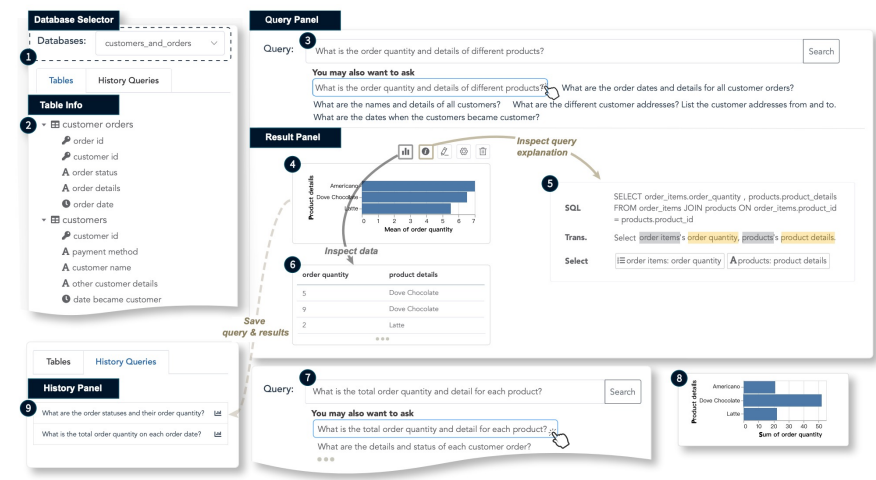 Database Selector
Databases:
customers_and_orders
1
Tables
History Queries
Table Info
2
customer orders
order id
customer id
A order status
A order details
order date
customers
customer id
A payment method
A customer name
A other customer details
date became customer
Query Panel
3
Query:
What is the order quantity and details of different products?
Search
You may also want to ask
What is the order quantity and details of different products?
What are the order dates and details for all customer orders?
What are the names and details of all customers?
What are the different customer addresses? List the customer addresses from and to.
What are the dates when the customers became customer?
Result Panel
4
Product details
Americano
Dove Chocolate
Latte
0 1 2 3 4 5 6 7
Mean of order quantity
Inspect query
explanation
Inspect data
5
SQL
SELECT order_items.order_quantity , products.product_details
FROM order_items JOIN products ON order_items.product_id
= products.product_id
Trans.
Select order items's order quantity, products's product details.
Select
order items: order quantity
A products: product details
6
order quantity
product details
5
Dove Chocolate
9
Dove Chocolate
2
Latte
Save
query & results
Tables
History Queries
History Panel
9
What are the order statuses and their order quantity?
What is the total order quantity on each order date?
7
Query:
What is the total order quantity and detail for each product?
Search
You may also want to ask
What is the total order quantity and detail for each product?
What are the details and status of each customer order?
8
Product details
Americano
Dove Chocolate
Latte
0 10 20 30 40 50
Sum of order quantity